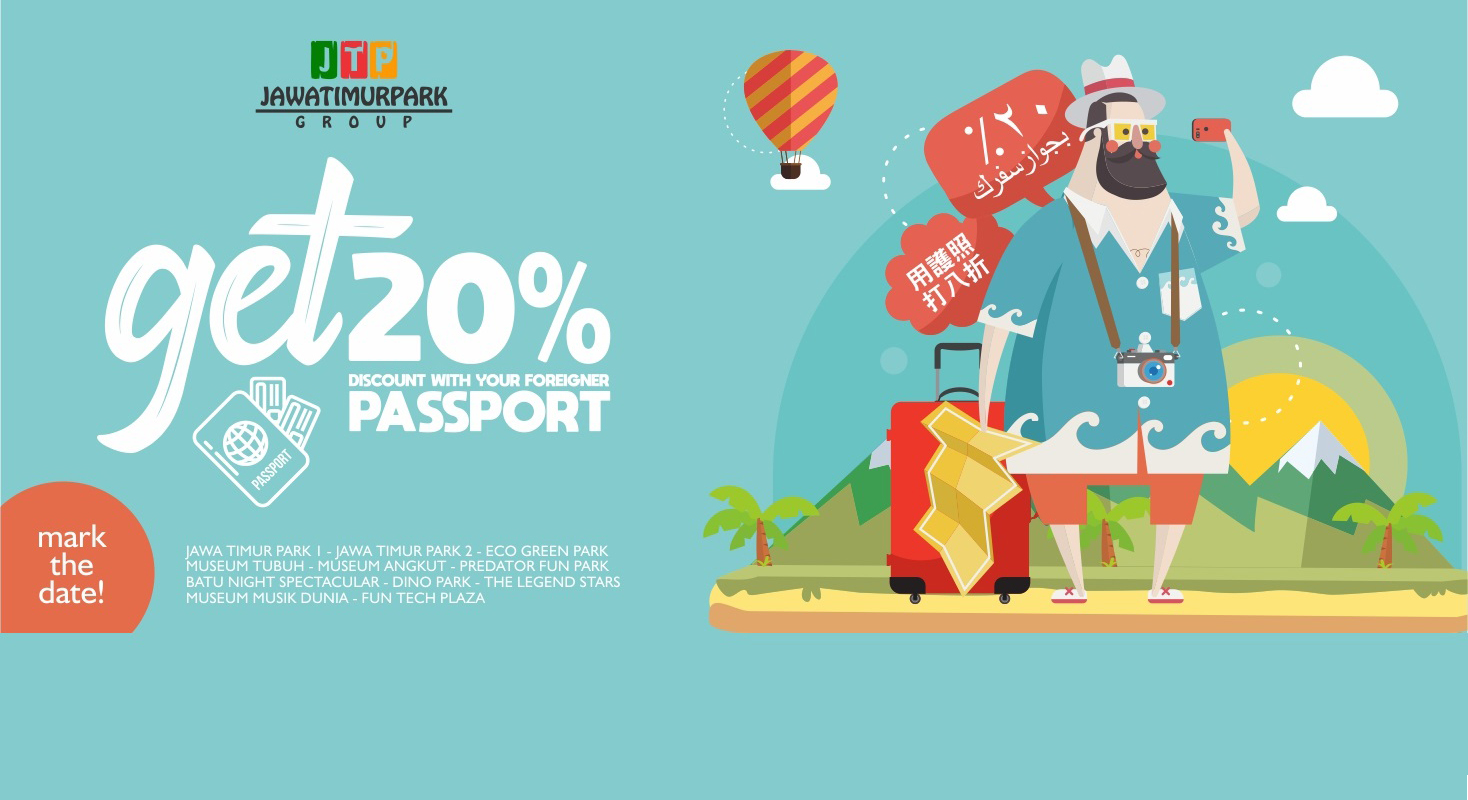 JTP
JAWATIMURPARK
GROUP
get 20%
DISCOUNT WITH YOUR FOREIGNER
PASSPORT
PASSPORT
mark
the
date!
JAWA TIMUR PARK 1 - JAWA TIMUR PARK 2 - ECO GREEN PARK
MUSEUM TUBUH - MUSEUM ANGKUT - PREDATOR FUN PARK
BATU NIGHT SPECTACULAR - DINO PARK - THE LEGEND STARS
MUSEUM MUSIK DUNIA - FUN TECH PLAZA
٪٢٠
بجواز سفرك
用護照
打八折